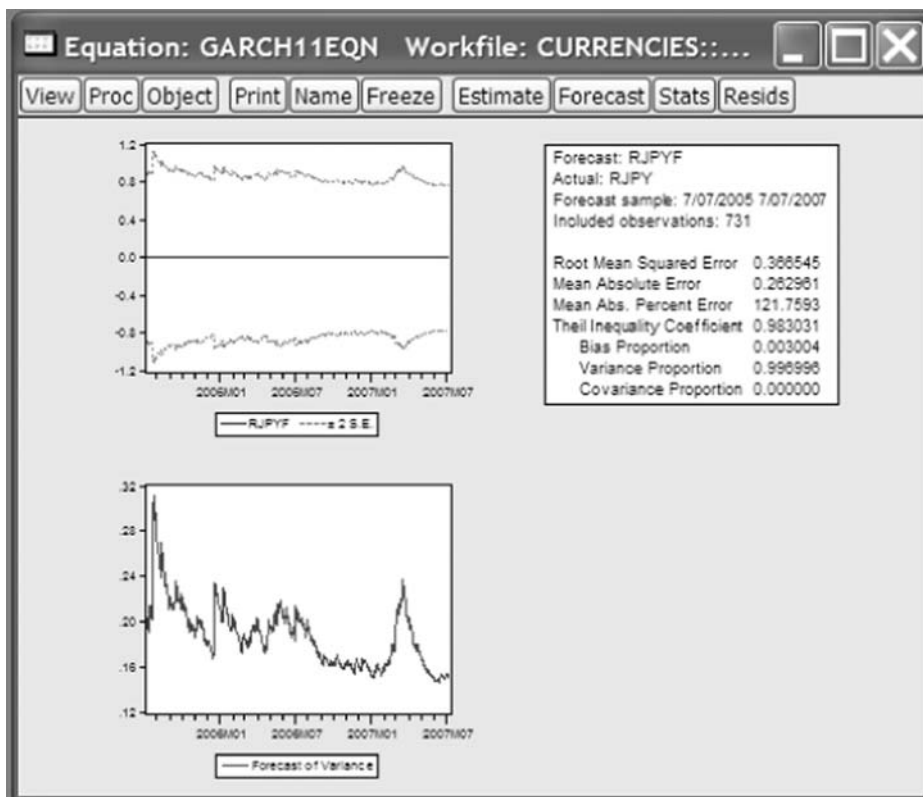 Equation: GARCH11EQN Workfile: CURRENCIES::...
View Proc Object Print Name Freeze Estimate Forecast Stats Resids
1.2
0.8
0.4
0.0
-0.4
-0.8
-1.2
2006M01 2006M07 2007M01 2007M07
RJPYF ± 2 S.E.
Forecast: RJPYF
Actual: RJPY
Forecast sample: 7/07/2005 7/07/2007
Included observations: 731
Root Mean Squared Error 0.366545
Mean Absolute Error 0.262961
Mean Abs. Percent Error 121.7593
Theil Inequality Coefficient 0.983031
Bias Proportion 0.003004
Variance Proportion 0.996996
Covariance Proportion 0.000000
.32
.28
.24
.20
.16
.12
2006M01 2006M07 2007M01 2007M07
Forecast of Variance